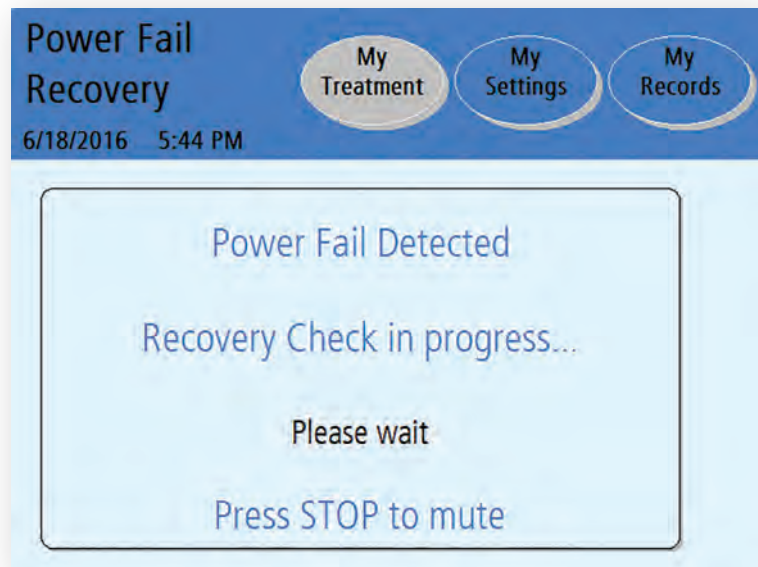 Power Fail
Recovery
6/18/2016 5:44 PM
My
Treatment
My
Settings
My
Records
Power Fail Detected
Recovery Check in progress...
Please wait
Press STOP to mute